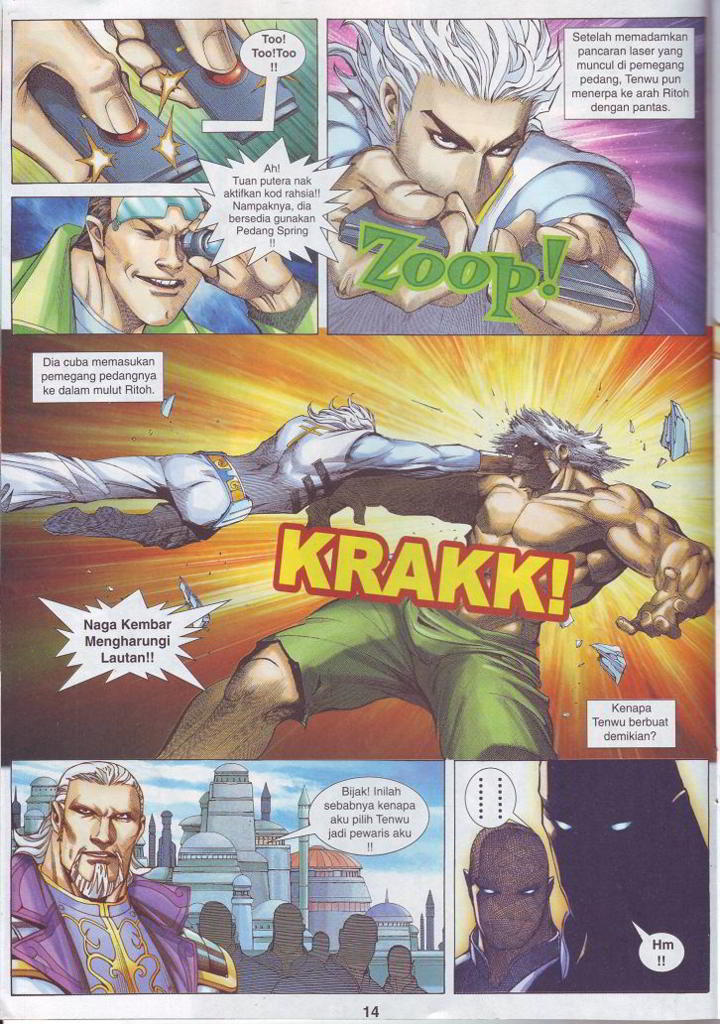 Too!
Too!Too
!!
Setelah memadamkan
pancaran laser yang
muncul di pemegang
pedang, Tenwu pun
menerpa ke arah Ritoh
dengan pantas.
Ah!
Tuan putera nak
aktifkan kod rahsia!!
Nampaknya, dia
bersedia gunakan
Pedang Spring
!!
Zoop!
Dia cuba memasukan
pemegang pedangnya
ke dalam mulut Ritoh.
KRAKK!
Naga Kembar
Mengharungi
Lautan!!
Kenapa
Tenwu berbuat
demikian?
Bijak! Inilah
sebabnya kenapa
aku pilih Tenwu
jadi pewaris aku
!!
Hm
!!
14